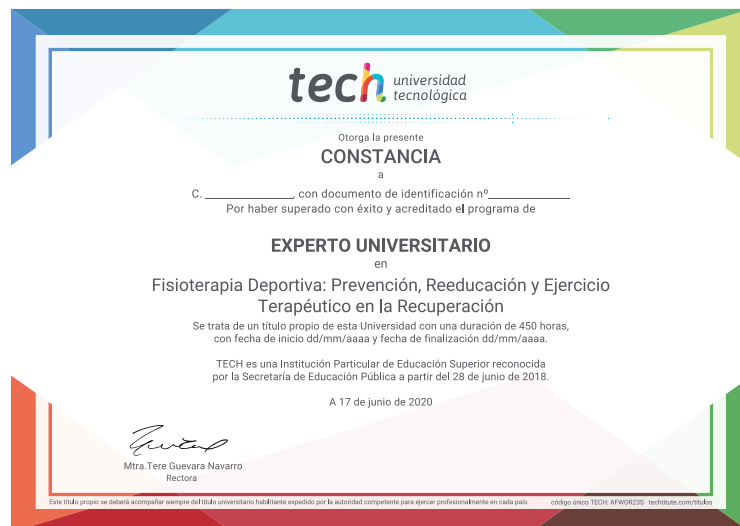 tech universidad
tecnológica
Otorga la presente
CONSTANCIA
a
C. ______________, con documento de identificación nº______________
Por haber superado con éxito y acreditado el programa de
EXPERTO UNIVERSITARIO
en
Fisioterapia Deportiva: Prevención, Reeducación y Ejercicio
Terapéutico en la Recuperación
Se trata de un título propio de esta Universidad con una duración de 450 horas,
con fecha de inicio dd/mm/aaaa y fecha de finalización dd/mm/aaaa.
TECH es una Institución Particular de Educación Superior reconocida
por la Secretaría de Educación Pública a partir del 28 de junio de 2018.
A 17 de junio de 2020
Mtra.Tere Guevara Navarro
Rectora
Este título propio se deberá acompañar siempre del título universitario habilitante expedido por la autoridad competente para ejercer profesionalmente en cada país. código único TECH: AFWOR23S techtitute.com/titulos